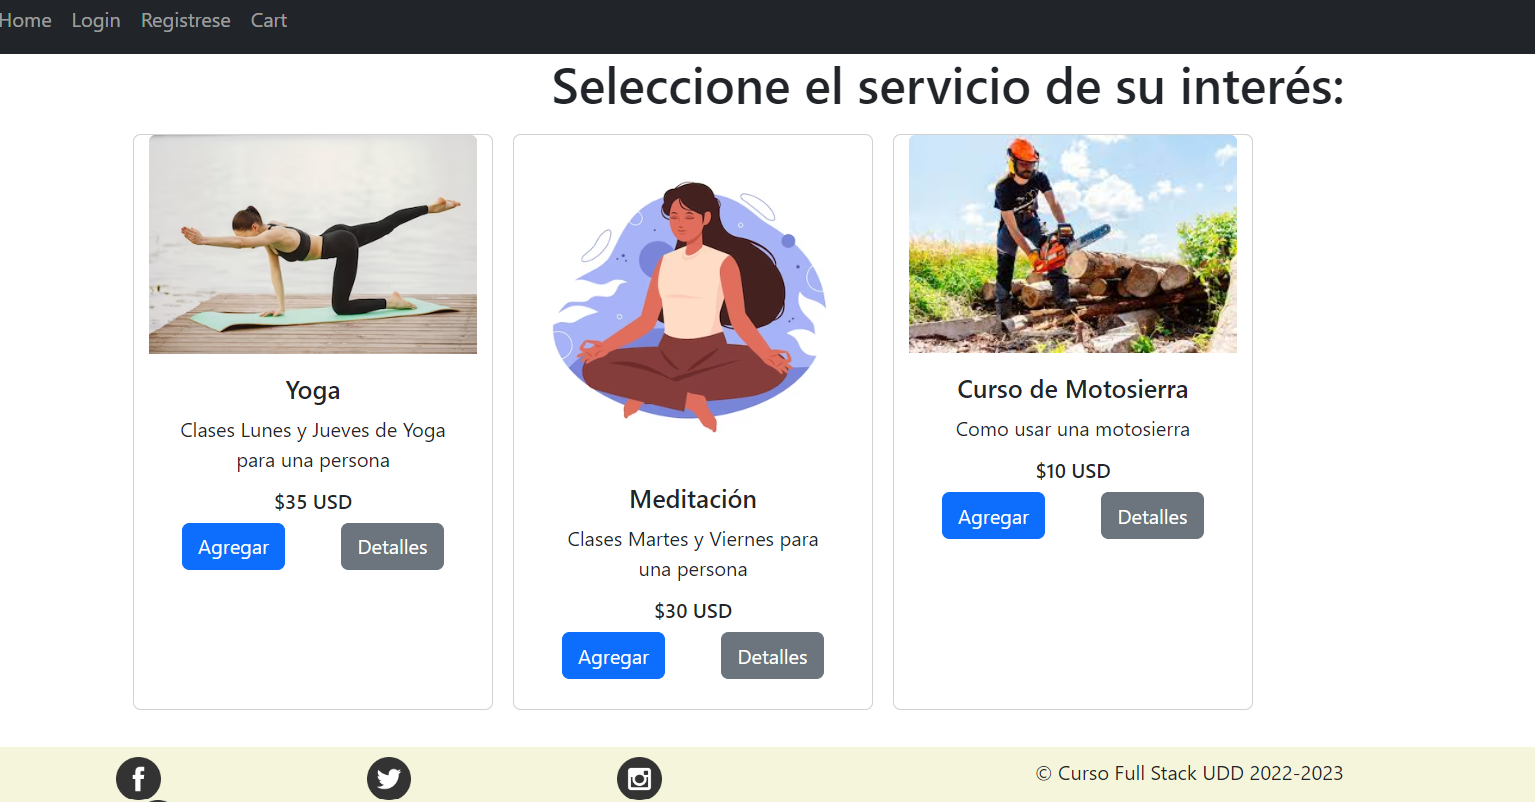 Home Login Registrese Cart
Seleccione el servicio de su interés:
Yoga
Clases Lunes y Jueves de Yoga
para una persona
$35 USD
Agregar Detalles
Meditación
Clases Martes y Viernes para
una persona
$30 USD
Agregar Detalles
Curso de Motosierra
Como usar una motosierra
$10 USD
Agregar Detalles
© Curso Full Stack UDD 2022-2023